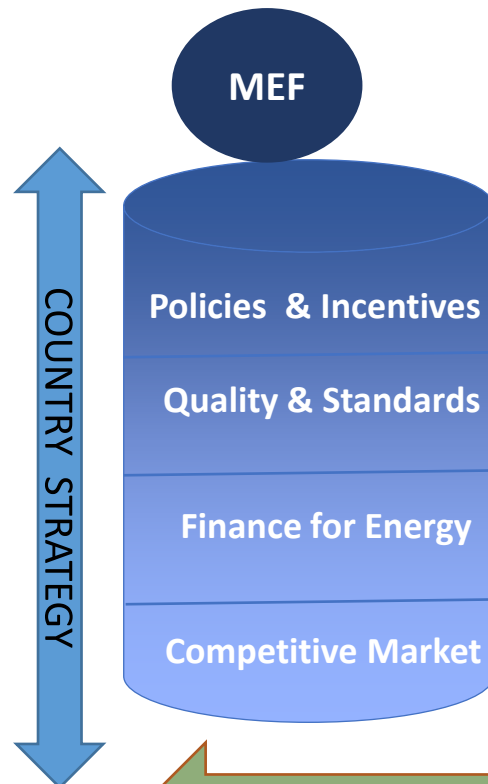 MEF
COUNTRY STRATEGY
Policies & Incentives
Quality & Standards
Finance for Energy
Competitive Market